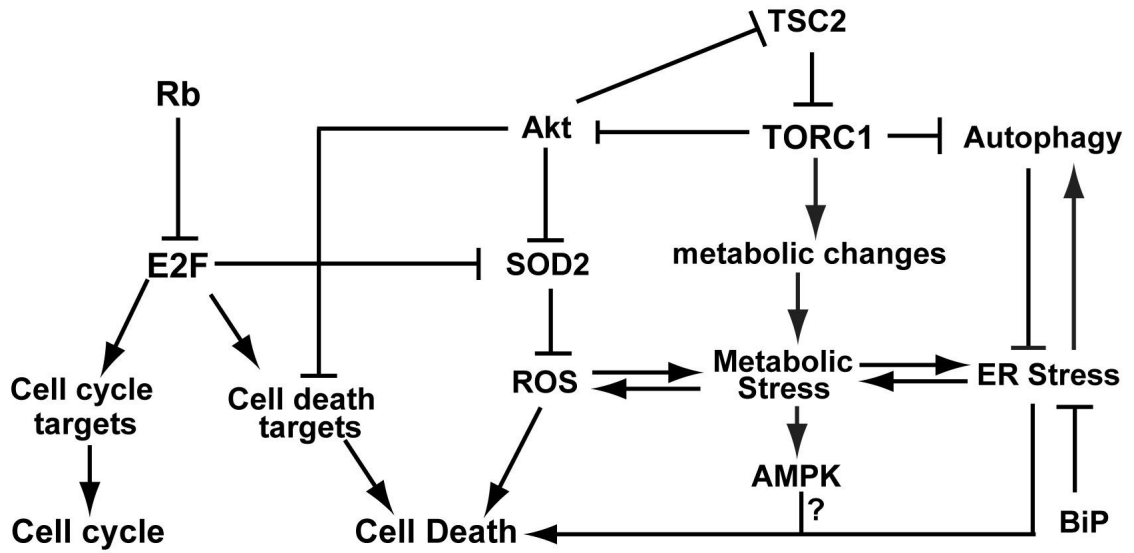 TSC2
Rb
Akt
TORC1
Autophagy
E2F
SOD2
metabolic changes
Cell cycle
targets
Cell death
targets
ROS
Metabolic
Stress
ER Stress
AMPK
?
Cell cycle
Cell Death
BiP